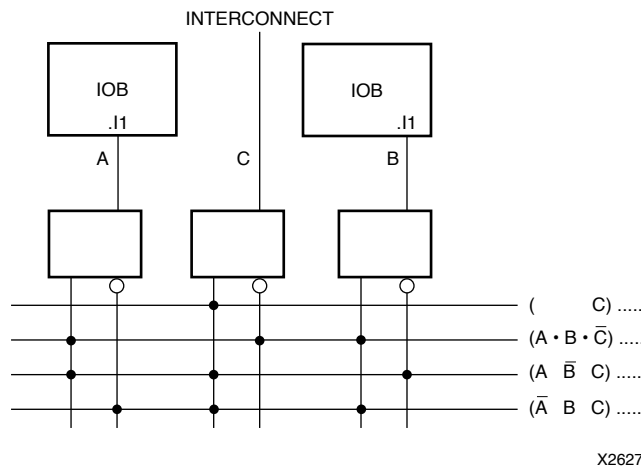 INTERCONNECT
IOB
.I1
IOB
.I1
A
C
B
( C) .....
(A • B • C̅) .....
(A B̅ C) .....
(A̅ B C) .....
X2627